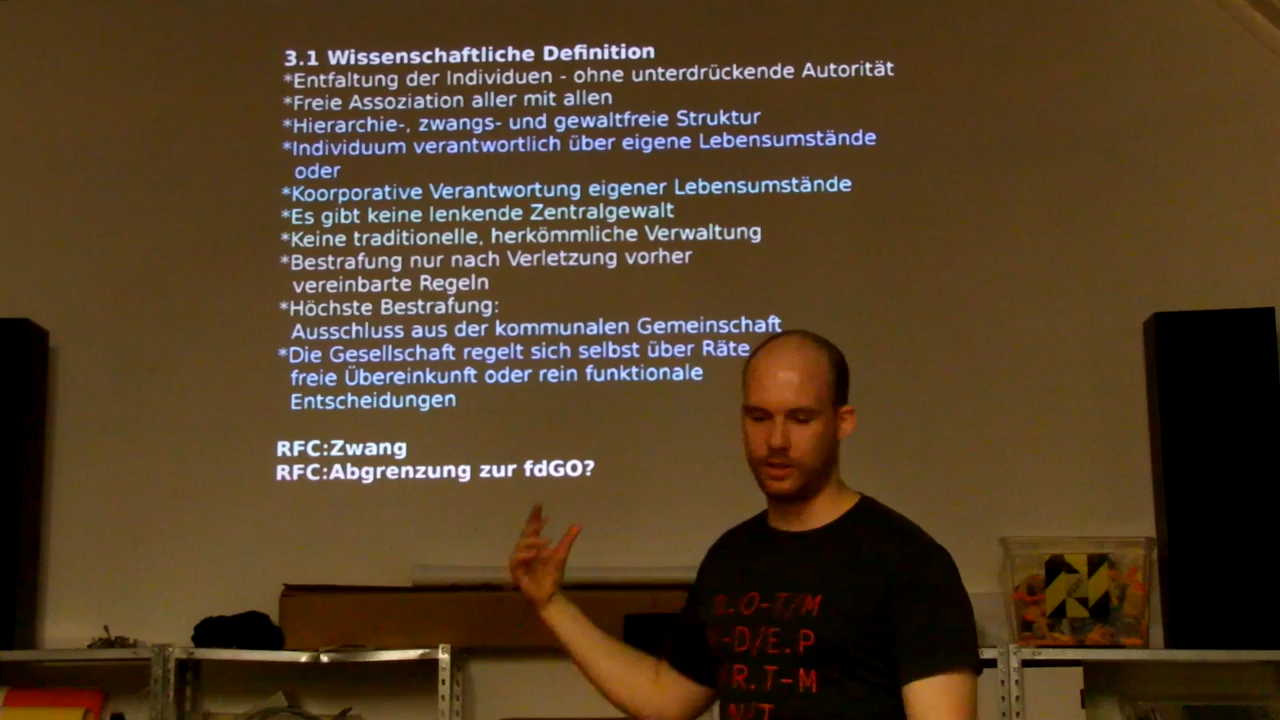 3.1 Wissenschaftliche Definition
*Entfaltung der Individuen - ohne unterdrückende Autorität
*Freie Assoziation aller mit allen
*Hierarchie-, zwangs- und gewaltfreie Struktur
*Individuum verantwortlich über eigene Lebensumstände
oder
*Koorporative Verantwortung eigener Lebensumstände
*Es gibt keine lenkende Zentralgewalt
*Keine traditionelle, herkömmliche Verwaltung
*Bestrafung nur nach Verletzung vorher
vereinbarte Regeln
*Höchste Bestrafung:
Ausschluss aus der kommunalen Gemeinschaft
*Die Gesellschaft regelt sich selbst über Räte
freie Übereinkunft oder rein funktionale
Entscheidungen
RFC:Zwang
RFC:Abgrenzung zur fdGO?
.O-T/M
-D/E.P
R.T-M
N/T